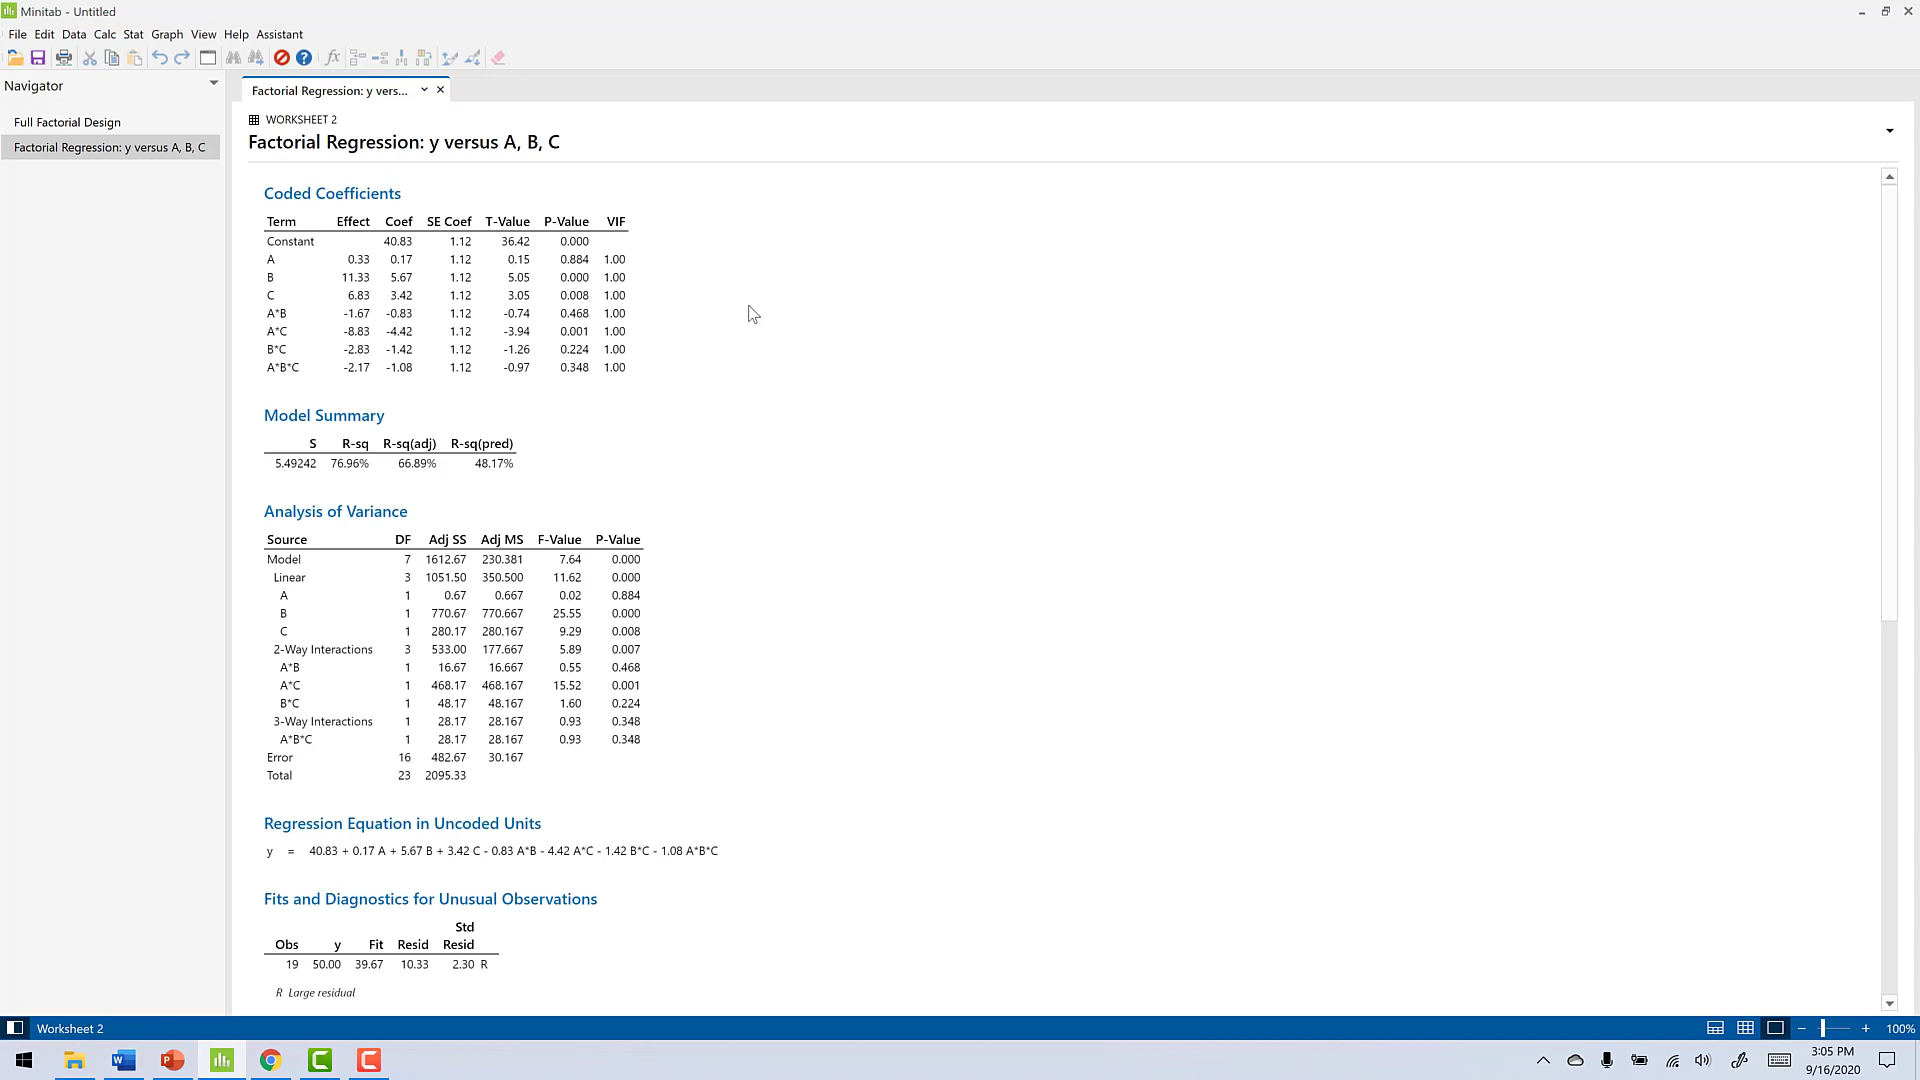 Minitab - Untitled
File Edit Data Calc Stat Graph View Help Assistant
Navigator
Full Factorial Design
Factorial Regression: y versus A, B, C
Factorial Regression: y vers...
WORKSHEET 2
Factorial Regression: y versus A, B, C
Coded Coefficients
Term Effect Coef SE Coef T-Value P-Value VIF
Constant 40.83 1.12 36.42 0.000
A 0.33 0.17 1.12 0.15 0.884 1.00
B 11.33 5.67 1.12 5.05 0.000 1.00
C 6.83 3.42 1.12 3.05 0.008 1.00
A*B -1.67 -0.83 1.12 -0.74 0.468 1.00
A*C -8.83 -4.42 1.12 -3.94 0.001 1.00
B*C -2.83 -1.42 1.12 -1.26 0.224 1.00
A*B*C -2.17 -1.08 1.12 -0.97 0.348 1.00
Model Summary
S R-sq R-sq(adj) R-sq(pred)
5.49242 76.96% 66.89% 48.17%
Analysis of Variance
Source DF Adj SS Adj MS F-Value P-Value
Model 7 1612.67 230.381 7.64 0.000
Linear 3 1051.50 350.500 11.62 0.000
A 1 0.67 0.667 0.02 0.884
B 1 770.67 770.667 25.55 0.000
C 1 280.17 280.167 9.29 0.008
2-Way Interactions 3 533.00 177.667 5.89 0.007
A*B 1 16.67 16.667 0.55 0.468
A*C 1 468.17 468.167 15.52 0.001
B*C 1 48.17 48.167 1.60 0.224
3-Way Interactions 1 28.17 28.167 0.93 0.348
A*B*C 1 28.17 28.167 0.93 0.348
Error 16 482.67 30.167
Total 23 2095.33
Regression Equation in Uncoded Units
y = 40.83 + 0.17 A + 5.67 B + 3.42 C - 0.83 A*B - 4.42 A*C - 1.42 B*C - 1.08 A*B*C
Fits and Diagnostics for Unusual Observations
Std
Obs y Fit Resid Resid
19 50.00 39.67 10.33 2.30 R
R Large residual
Worksheet 2
100%
3:05 PM
9/16/2020